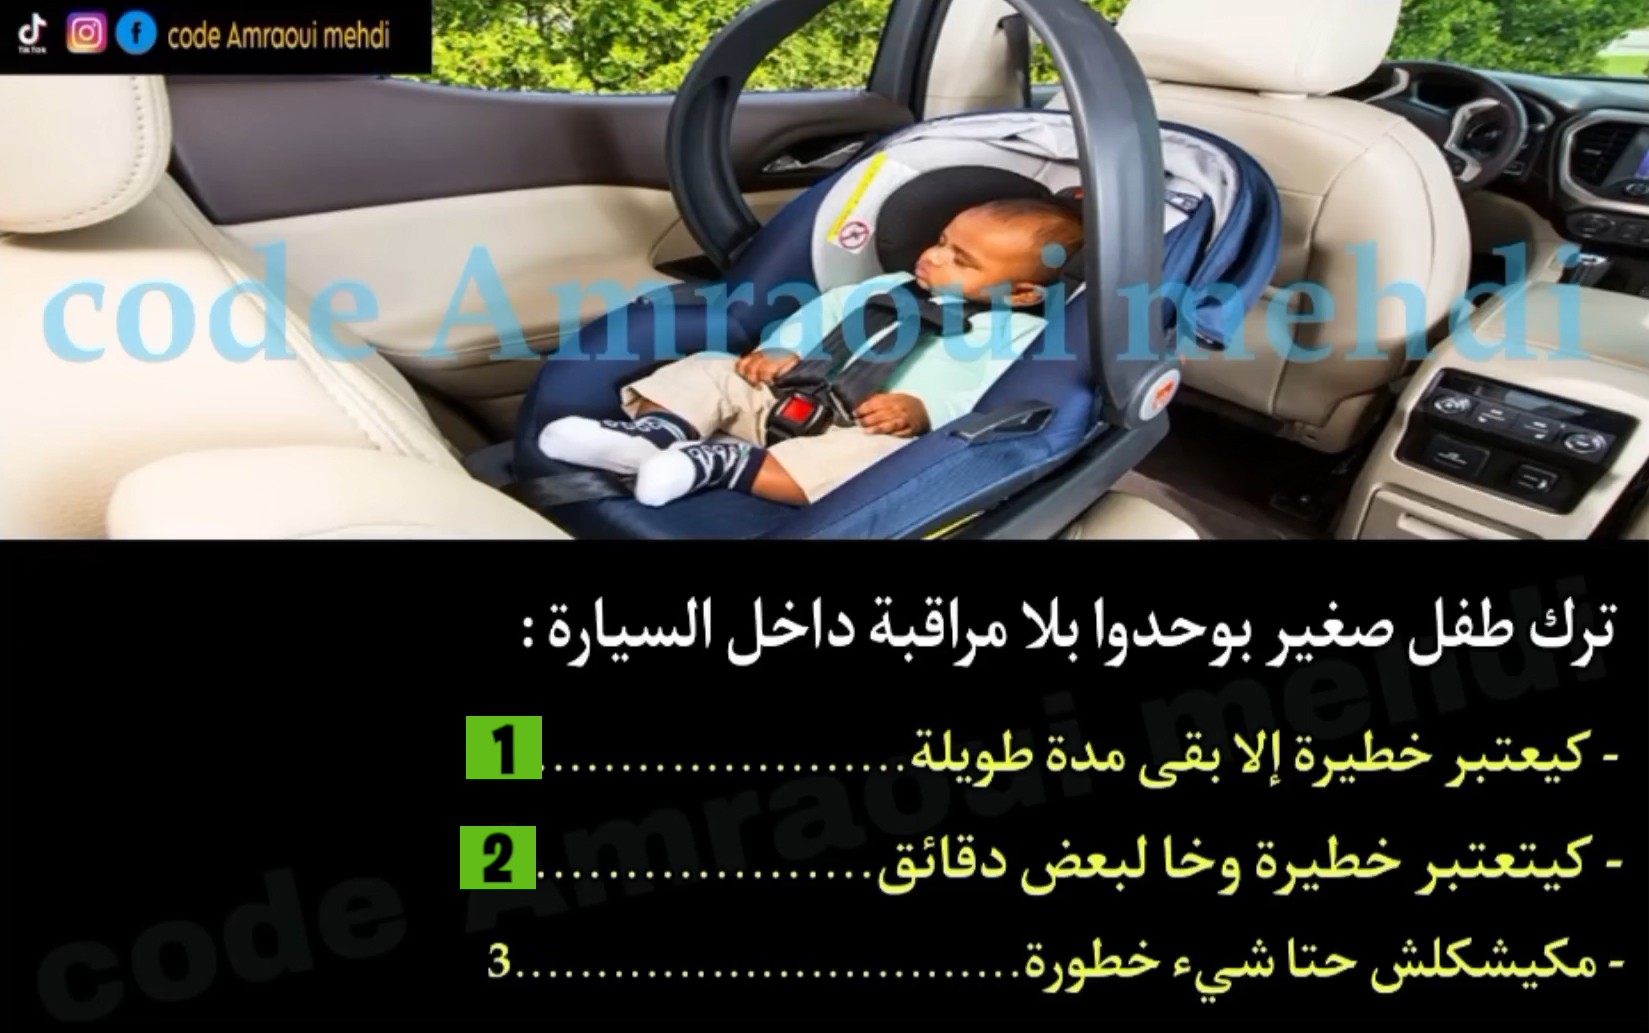 TIKTOK
code Amraoui mehdi
code Amraoui mehdi
ترك طفل صغير بوحدوا بلا مراقبة داخل السيارة :
- كيعتبر خطيرة إلا بقى مدة طويلة......................1
- كيتعتبر خطيرة وخا لبعض دقائق....................2
- مكيشكلش حتا شيء خطورة..............................3
code Amraoui mehdi